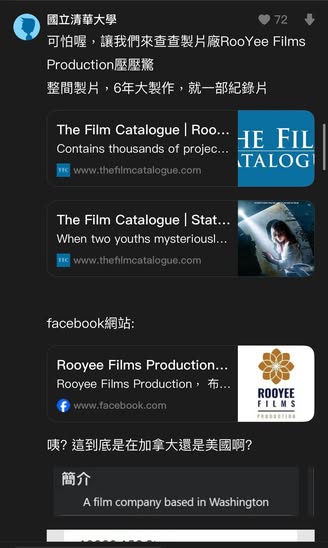 國立清華大學
72
可怕喔，讓我們來查查製片廠RooYee Films
Production壓壓驚
整間製片，6年大製作，就一部紀錄片
The Film Catalogue | Roo...
Contains thousands of projec...
www.thefilmcatalogue.com
HE FIL
ATALOGU
The Film Catalogue | Stat...
When two youths mysteriousl...
www.thefilmcatalogue.com
facebook網站:
Rooyee Films Production...
Rooyee Films Production， 布...
www.facebook.com
ROOYEE
FILMS
PRODUCTION
咦? 這到底是在加拿大還是美國啊?
簡介
A film company based in Washington